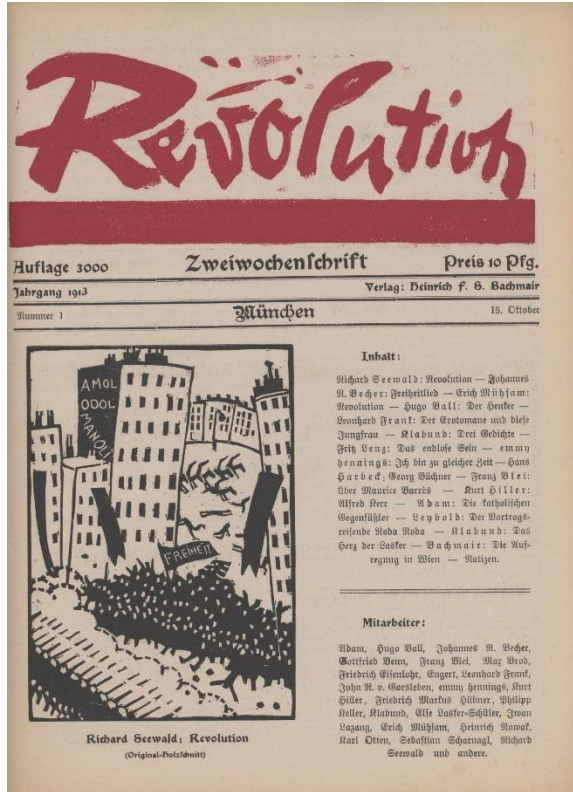 Revolution
Auflage 3000 Zweiwochenschrift Preis 10 Pfg.
Jahrgang 1913 Verlag: Heinrich F. S. Bachmair
Nummer 1 München 15. Oktober
AMOL
ODOL
MANOLI
FREIHEIT
Richard Seewald: Revolution
(Original-Holzschnitt)
Inhalt:
Richard Seewald: Revolution — Johannes
R. Becher: Freiheitlied — Erich Mühsam:
Revolution — Hugo Ball: Der Henker —
Leonhard Frank: Der Erotomane und diese
Jungfrau — Klabund: Drei Gedichte —
Fritz Lenz: Das endlose Sein — emmy
hennings: Ich bin zu gleicher Zeit — Hans
Harbeck: Georg Büchner — Franz Blei:
Über Maurice Barrès — Kurt Hiller:
Alfred Kerr — Adam: Die katholischen
Gegenfüßler — Leybold: Der Vortrags-
reisende Roda Roda — Klabund: Das
Herz der Lasker — Bachmair: Die Auf-
regung in Wien — Notizen.
Mitarbeiter:
Adam, Hugo Ball, Johannes R. Becher,
Gottfried Benn, Franz Blei, Max Brod,
Friedrich Eisenlohr, Engert, Leonhard Frank,
John R. v. Gorsleben, emmy hennings, Kurt
Hiller, Friedrich Markus Hübner, Philipp
Keller, Klabund, Else Lasker-Schüler, Iwan
Lazang, Erich Mühsam, Heinrich Nowak,
Karl Otten, Sebastian Scharnagl, Richard
Seewald und andere.